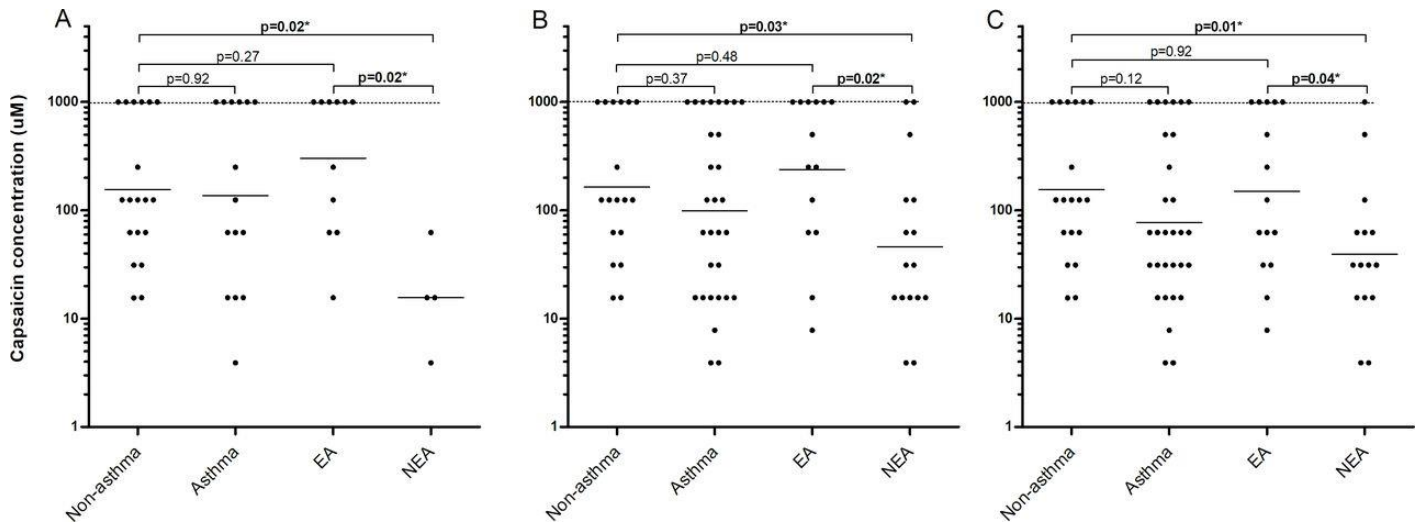 A
p=0.02*
p=0.27
p=0.92
p=0.02*
Capsaicin concentration (uM)
1000
100
10
1
Non-asthma
Asthma
EA
NEA
B
p=0.03*
p=0.48
p=0.37
p=0.02*
1000
100
10
1
Non-asthma
Asthma
EA
NEA
C
p=0.01*
p=0.92
p=0.12
p=0.04*
1000
100
10
1
Non-asthma
Asthma
EA
NEA